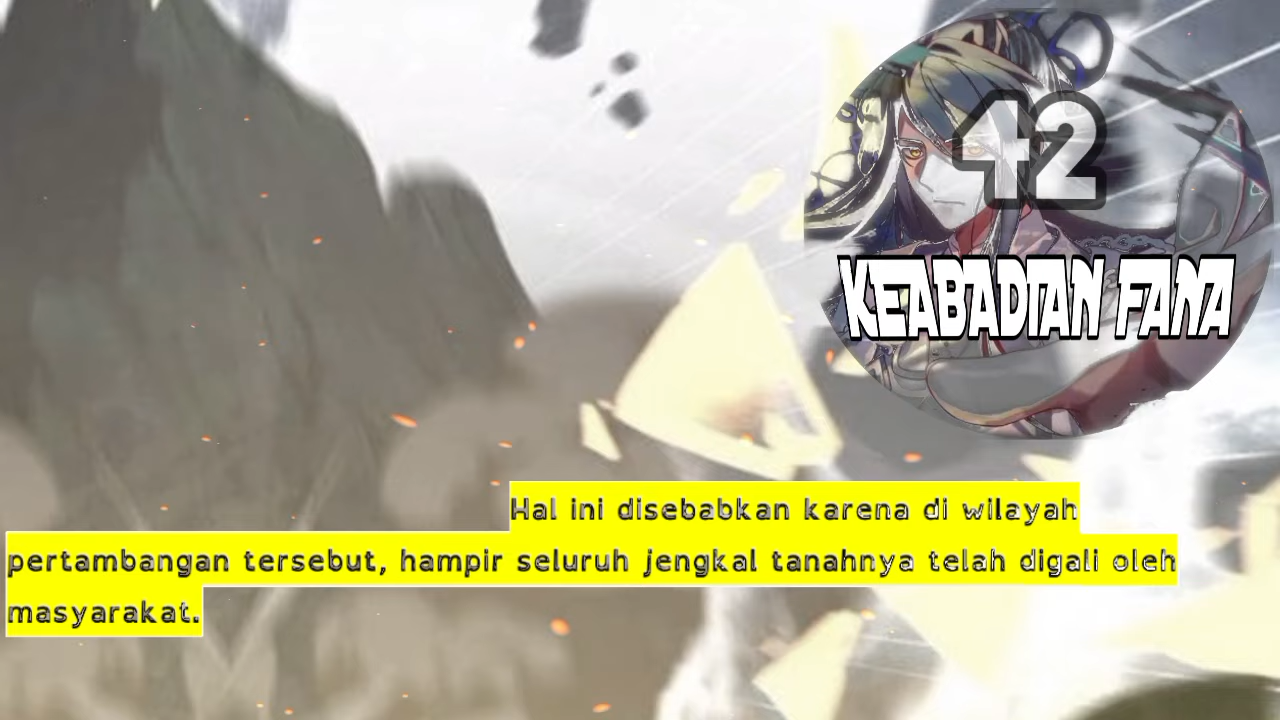 42
KEABADIAN FANA
Hal ini disebabkan karena di wilayah
pertambangan tersebut, hampir seluruh jengkal tanahnya telah digali oleh
masyarakat.